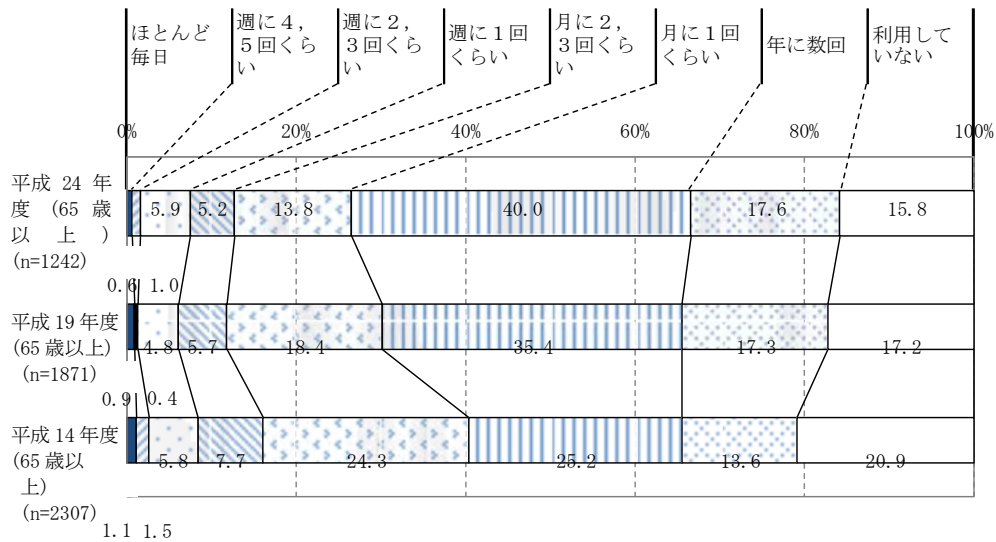 ほとんど
毎日
週に４，
５回くら
い
週に２，
３回くら
い
週に１回
くらい
月に２，
３回くら
い
月に１回
くらい
年に数回
利用して
いない
0% 20% 40% 60% 80% 100%
平成 24 年
度 (65 歳
以上)
(n=1242)
5.9 5.2 13.8 40.0 17.6 15.8
0.6 1.0
平成 19 年度
(65 歳以上)
(n=1871)
4.8 5.7 18.4 35.4 17.3 17.2
0.9 0.4
平成 14 年度
(65 歳以
上)
(n=2307)
5.8 7.7 24.3 25.2 13.6 20.9
1.1 1.5